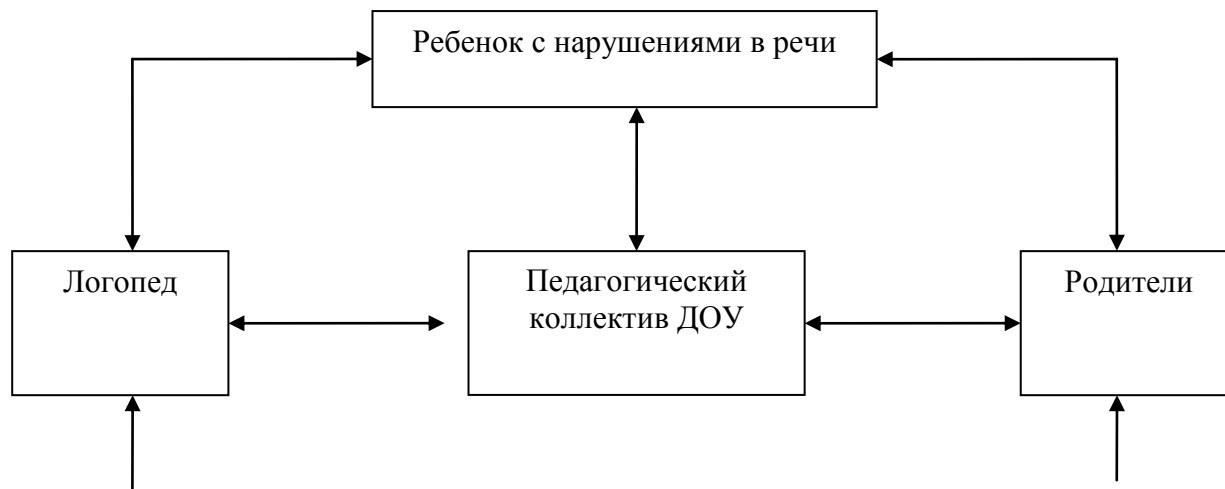 Ребенок с нарушениями в речи
Логопед
Педагогический
коллектив ДОУ
Родители